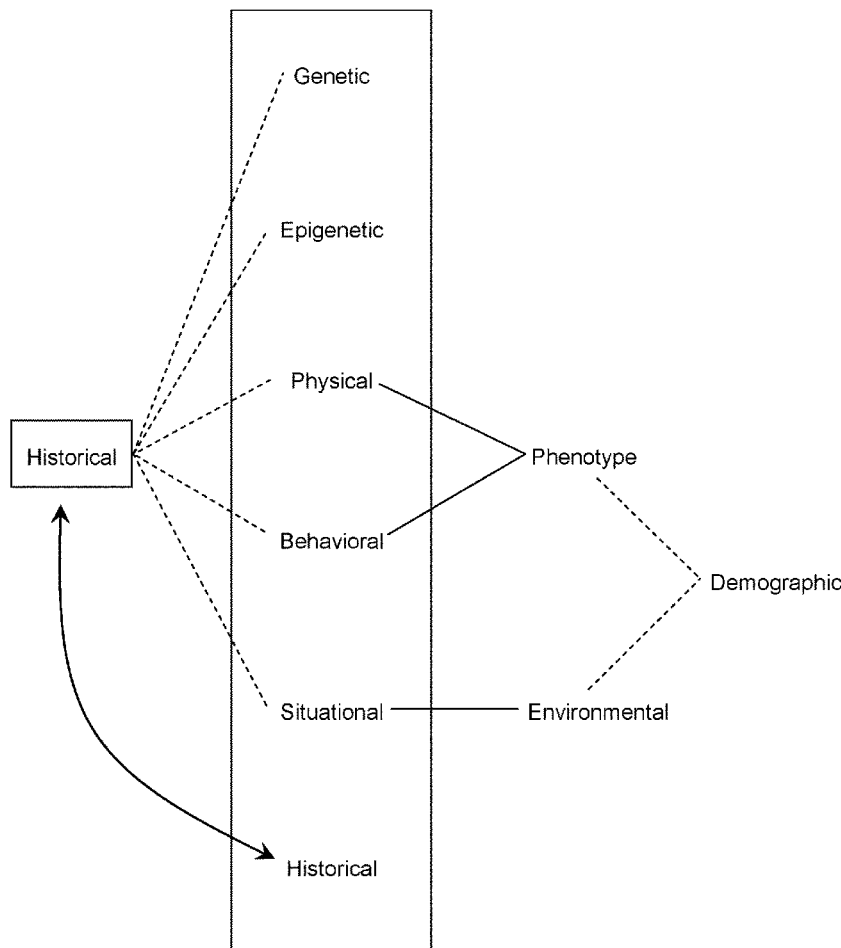 Genetic
Epigenetic
Physical
Historical
Phenotype
Behavioral
Demographic
Situational
Environmental
Historical